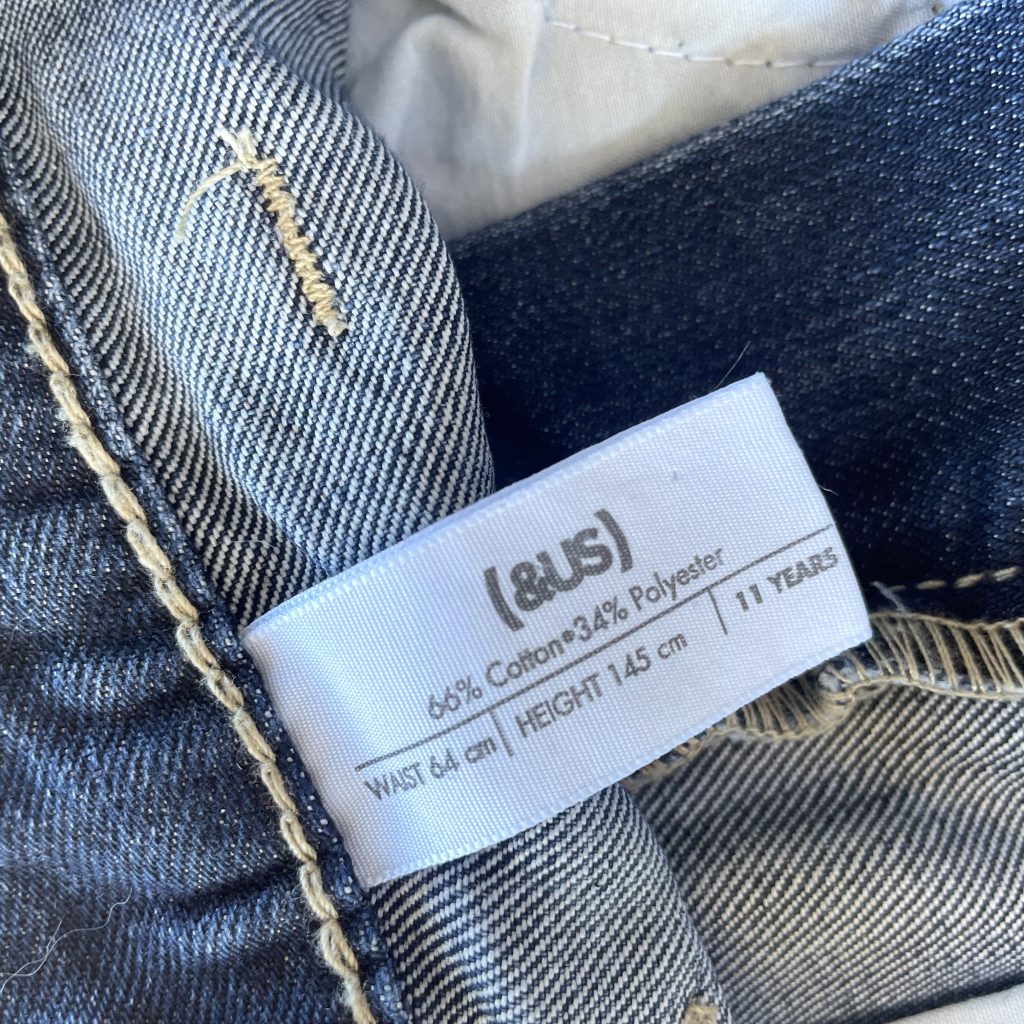 (&US)
66% Cotton•34% Polyester
WAIST 64 cm | HEIGHT 145 cm | 11 YEARS